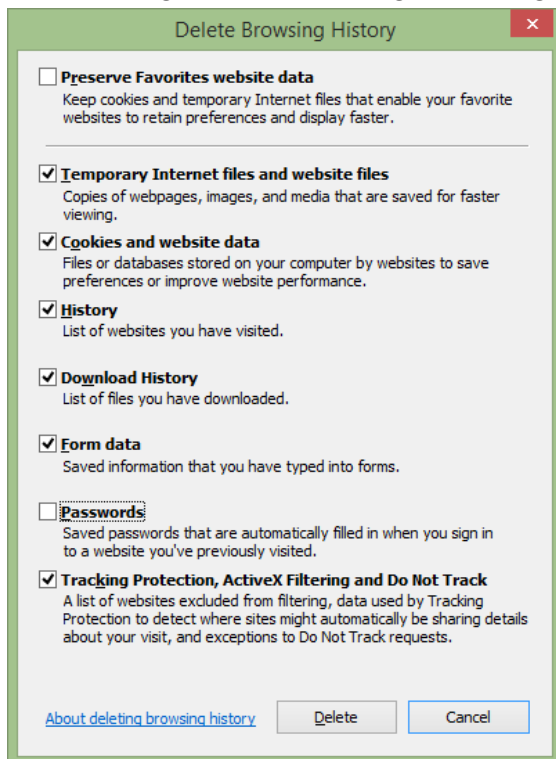 Delete Browsing History
Preserve Favorites website data
Keep cookies and temporary Internet files that enable your favorite
websites to retain preferences and display faster.
Temporary Internet files and website files
Copies of webpages, images, and media that are saved for faster
viewing.
Cookies and website data
Files or databases stored on your computer by websites to save
preferences or improve website performance.
History
List of websites you have visited.
Download History
List of files you have downloaded.
Form data
Saved information that you have typed into forms.
Passwords
Saved passwords that are automatically filled in when you sign in
to a website you've previously visited.
Tracking Protection, ActiveX Filtering and Do Not Track
A list of websites excluded from filtering, data used by Tracking
Protection to detect where sites might automatically be sharing details
about your visit, and exceptions to Do Not Track requests.
About deleting browsing history Delete Cancel